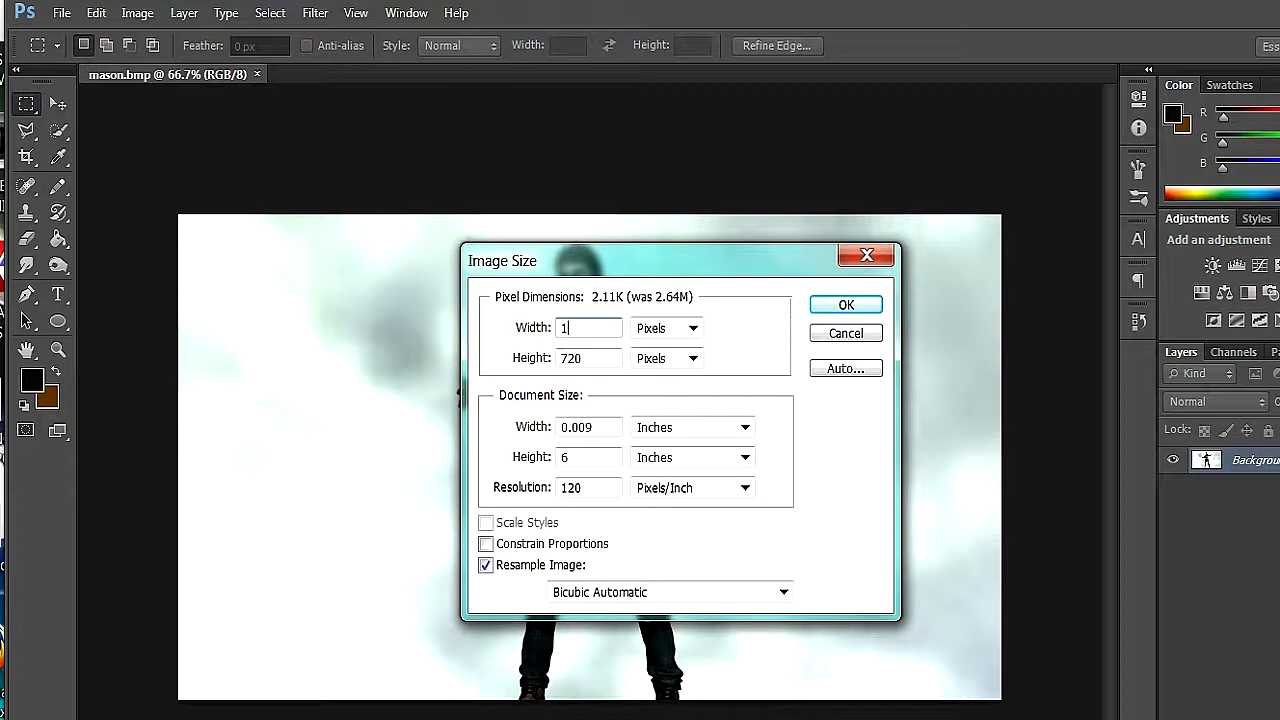 Ps File Edit Image Layer Type Select Filter View Window Help
Feather: 0 px Anti-alias Style: Normal Width: Height: Refine Edge...
mason.bmp @ 66.7% (RGB/8) ×
Color Swatches
R
G
B
Adjustments Styles
Add an adjustment
Layers Channels
Kind
Normal
Lock:
Image Size
Pixel Dimensions: 2.11K (was 2.64M)
Width: 1 Pixels
Height: 720 Pixels
OK
Cancel
Auto...
Document Size:
Width: 0.009 Inches
Height: 6 Inches
Resolution: 120 Pixels/Inch
Scale Styles
Constrain Proportions
Resample Image:
Bicubic Automatic